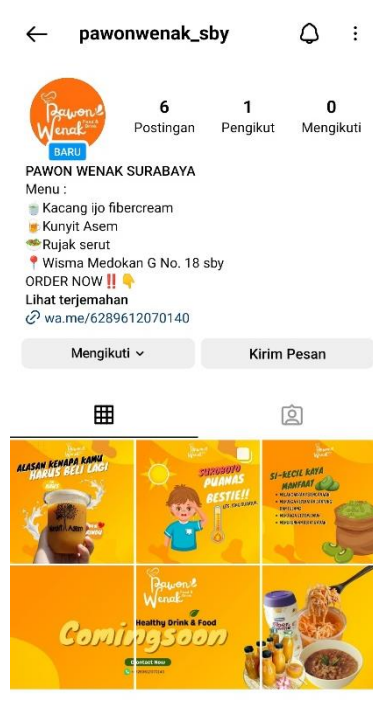 pawonwenak_sby
Pawon
Wenak Food & Drink
BARU
6
Postingan
1
Pengikut
0
Mengikuti
PAWON WENAK SURABAYA
Menu :
🍵Kacang ijo fibercream
🍺Kunyit Asem
🥗Rujak serut
📍Wisma Medokan G No. 18 sby
ORDER NOW‼️👇
Lihat terjemahan
wa.me/6289612070140
Mengikuti
Kirim Pesan
ALASAN KENAPA KAMU
HARUS BELI LAGI
SUROBOYO
PUANAS
BESTIE!!
SI-KECIL KAYA
MANFAAT
Pawon
Wenak
Healthy Drink & Food
Comingsoon
Contact Now